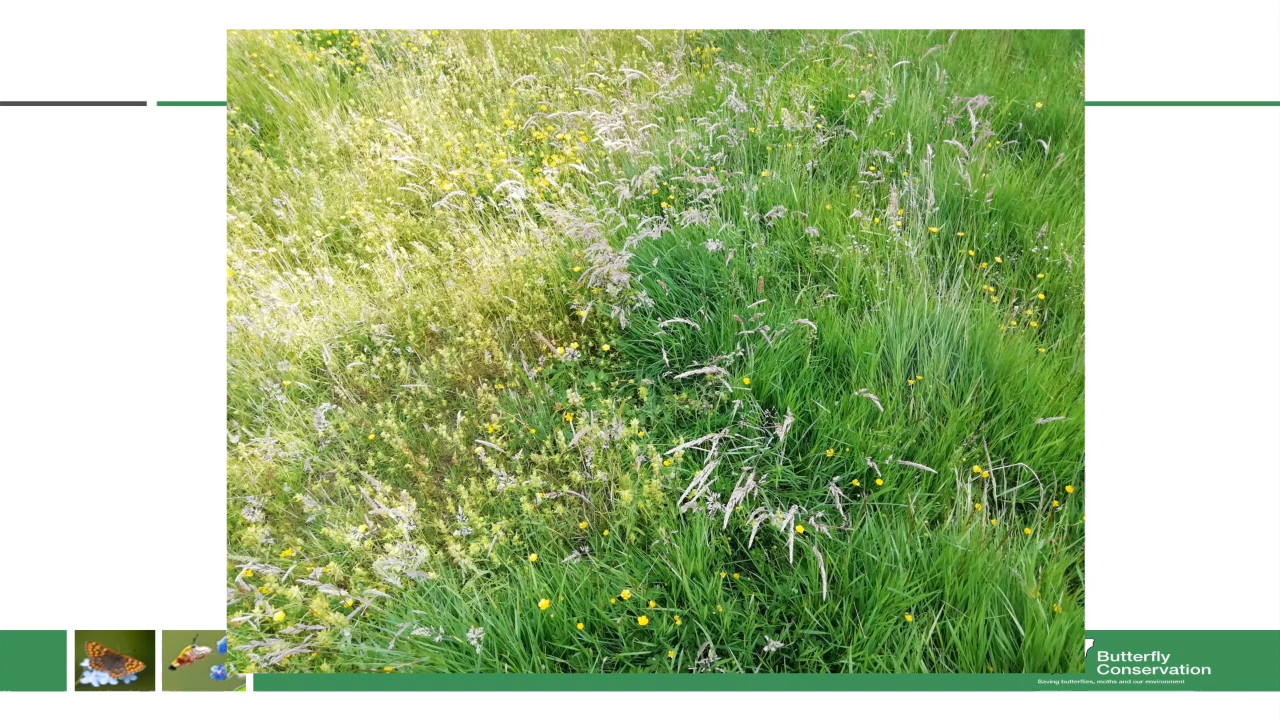 Butterfly
Conservation
Saving butterflies, moths and our environment